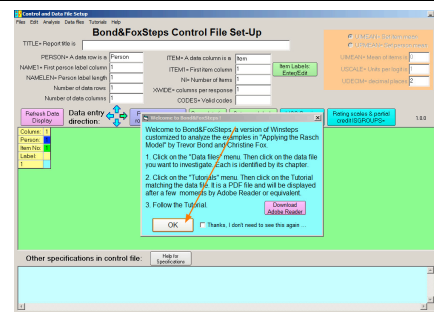 Control and Data File Setup
Files Edit Analysis Data files Tutorials Help
Bond&FoxSteps Control File Set-Up
TITLE= Report title is
PERSON= A data row is a Person
ITEM= A data column is a Item
NAME1= First person label column 1
ITEM1= First item column 1
NAMELEN= Person label length 1
NI= Number of items 1
Number of data rows 1
XWIDE= columns per response 1
Number of data columns 1
CODES= Valid codes
Item Labels:
Enter/Edit
UDECIM= decimal places 2
Refresh Data
Display
Data entry
direction:
Rating scales & partial
credit ISGROUPS=
1.0.0
Column: 1
Person:
Item No: 1
Label
1
Welcome to Bond&FoxSteps !
Welcome to Bond&FoxSteps, a version of Winsteps
customized to analyze the examples in "Applying the Rasch
Model" by Trevor Bond and Christine Fox.
1. Click on the "Data files" menu. Then click on the data file
you want to investigate. Each is identified by its chapter.
2. Click on the "Tutorials" menu. Then click on the Tutorial
matching the data file. It is a PDF file and will be displayed
after a few moments by Adobe Reader or equivalent.
3. Follow the Tutorial.
Download
Adobe Reader
OK
Thanks, I don't need to see this again ...
Other specifications in control file:
Help for
Specifications